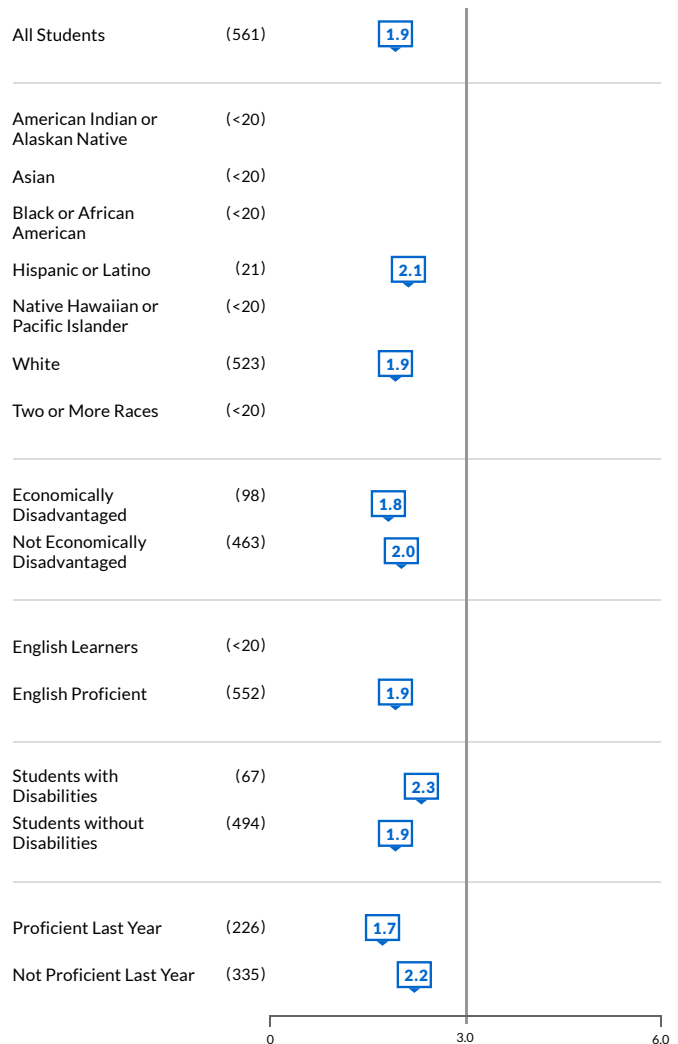 All Students (561) 1.9
American Indian or (<20)
Alaskan Native
Asian (<20)
Black or African (<20)
American
Hispanic or Latino (21) 2.1
Native Hawaiian or (<20)
Pacific Islander
White (523) 1.9
Two or More Races (<20)
Economically (98) 1.8
Disadvantaged
Not Economically (463) 2.0
Disadvantaged
English Learners (<20)
English Proficient (552) 1.9
Students with (67) 2.3
Disabilities
Students without (494) 1.9
Disabilities
Proficient Last Year (226) 1.7
Not Proficient Last Year (335) 2.2
0 3.0 6.0